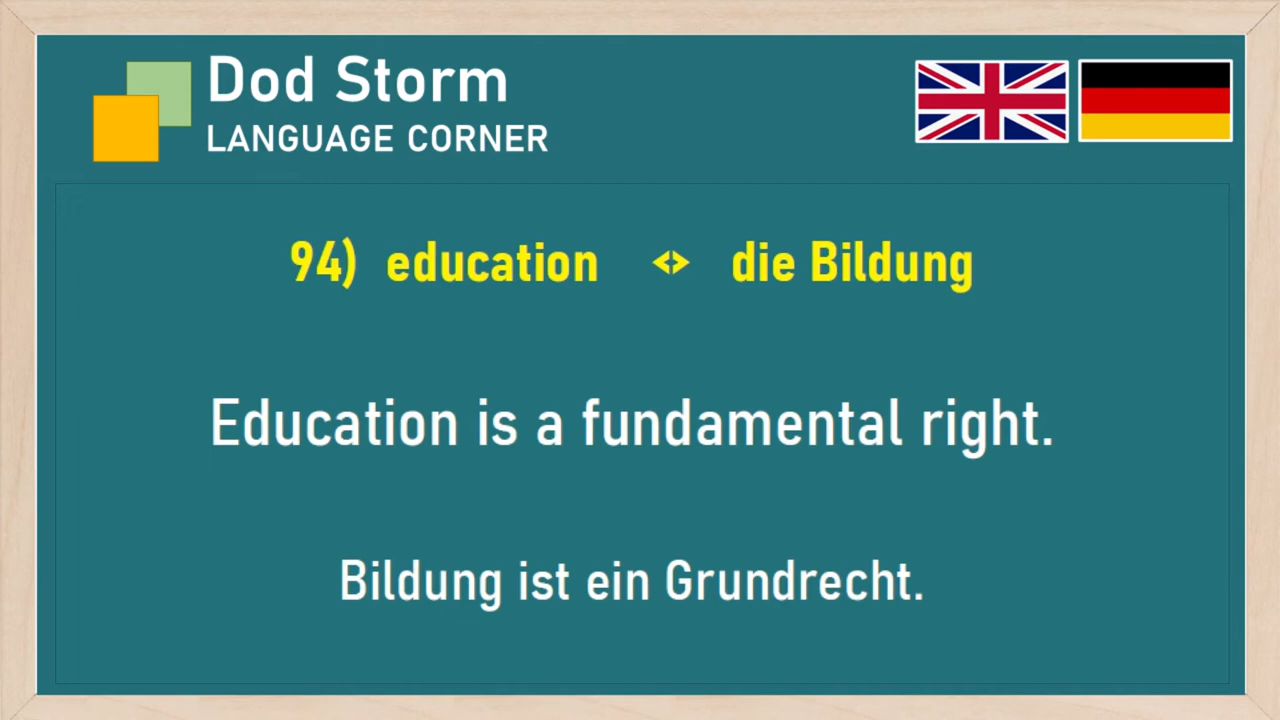 Dod Storm
LANGUAGE CORNER
94) education <> die Bildung
Education is a fundamental right.
Bildung ist ein Grundrecht.